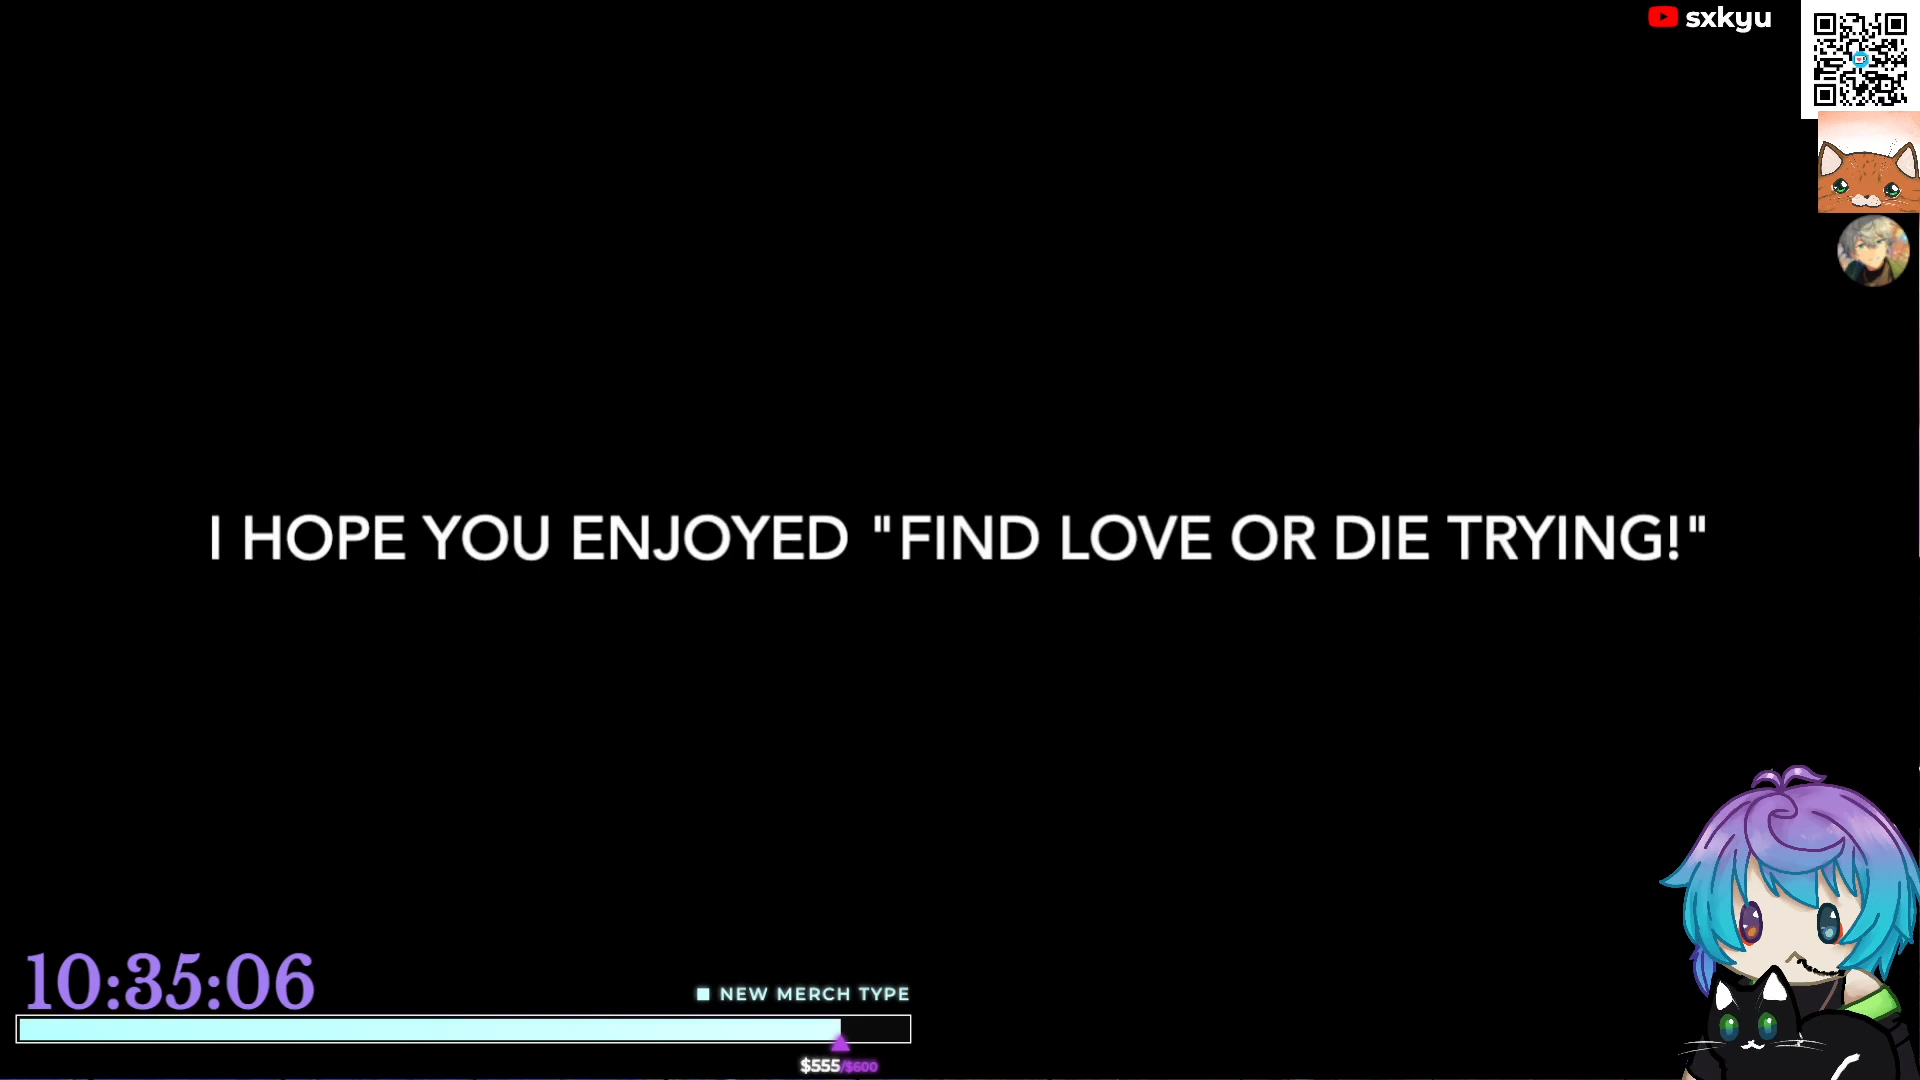 sxkyu
I HOPE YOU ENJOYED "FIND LOVE OR DIE TRYING!"
10:35:06
NEW MERCH TYPE
$555/$600